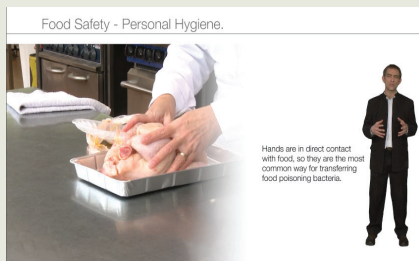 Food Safety - Personal Hygiene.
Hands are in direct contact
with food, so they are the most
common way for transferring
food poisoning bacteria.